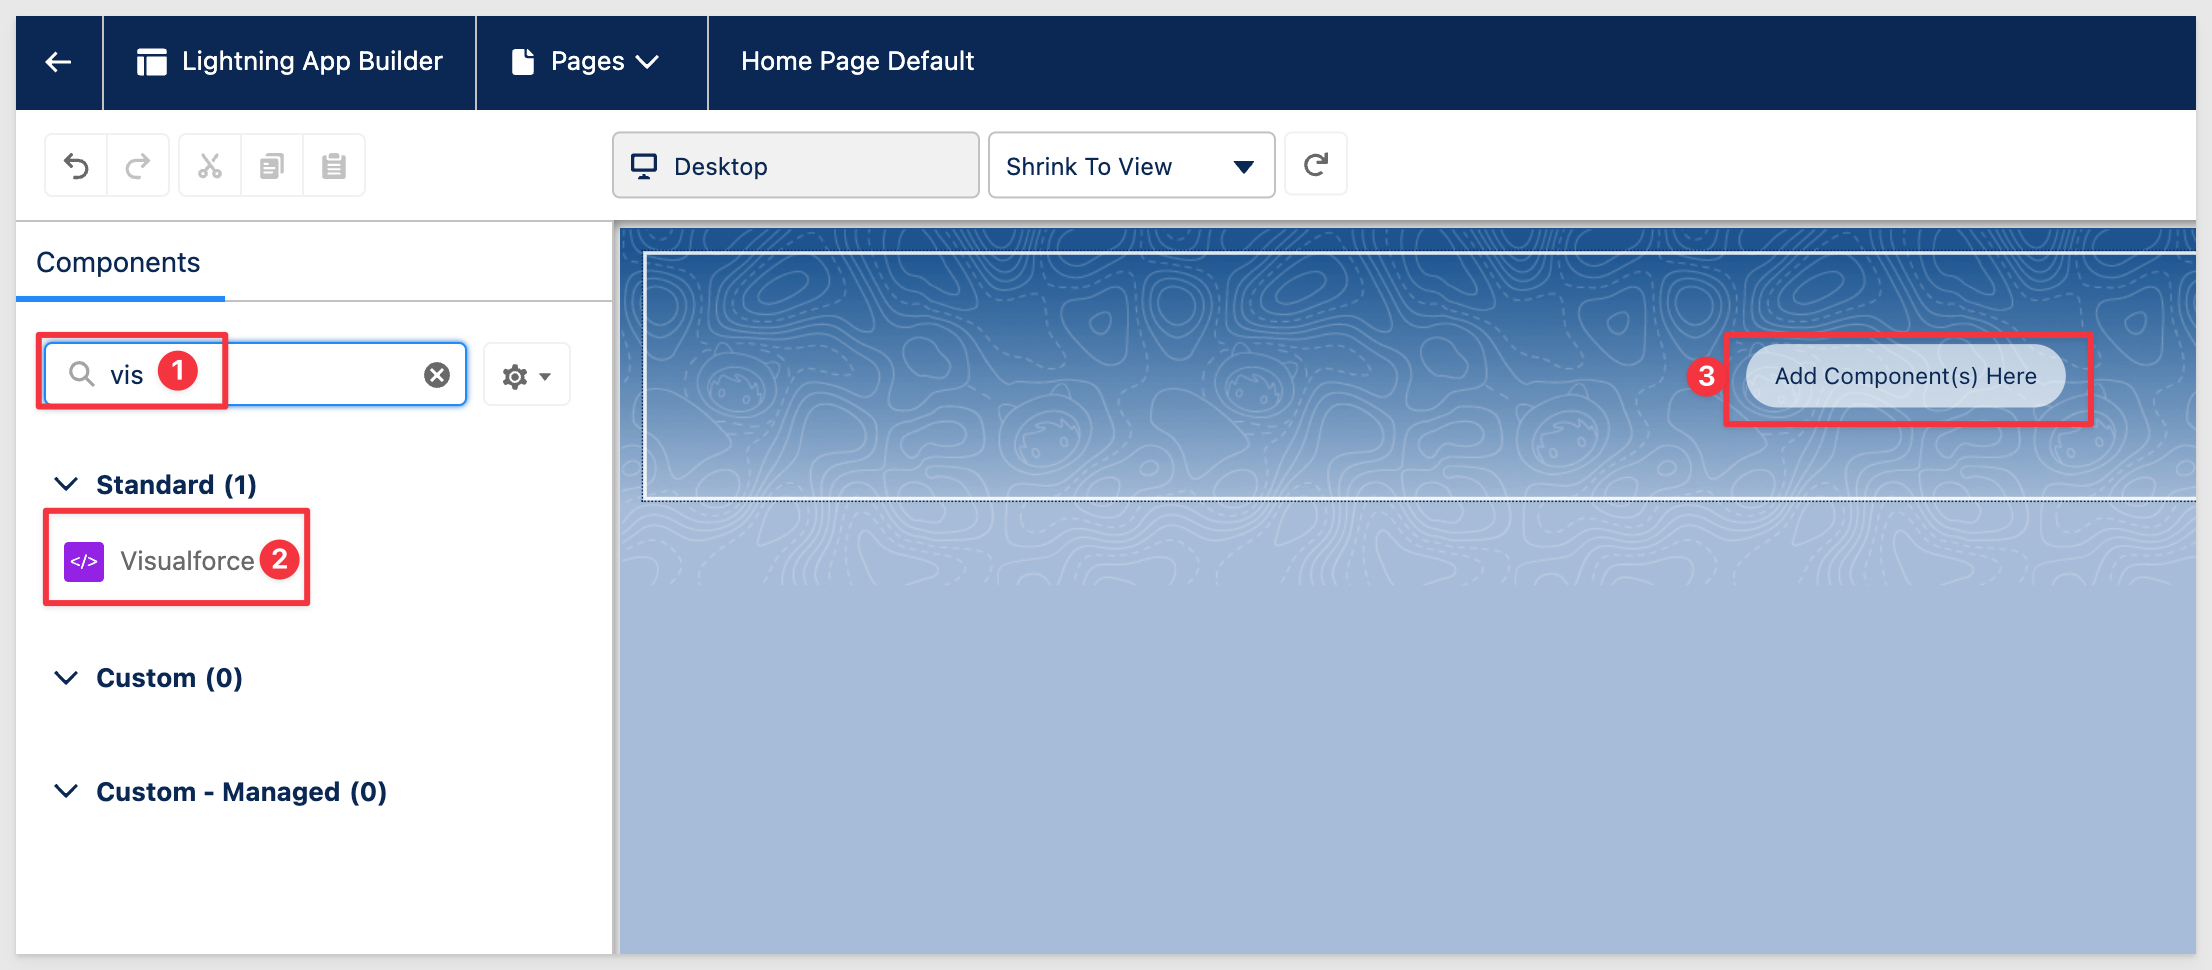 Lightning App Builder
Pages
Home Page Default
Desktop
Shrink To View
Components
vis
1
3
Add Component(s) Here
Standard (1)
</>
Visualforce
2
Custom (0)
Custom - Managed (0)